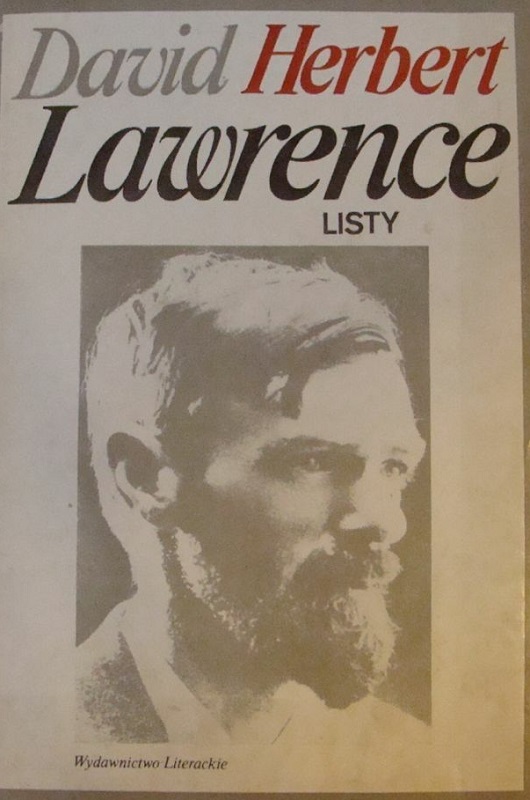 David Herbert
Lawrence
LISTY
Wydawnictwo Literackie